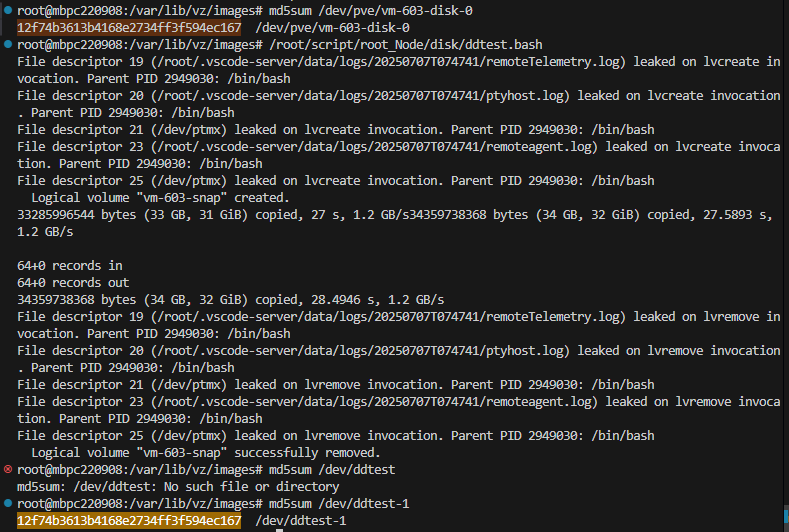 root@mbpc220908:/var/lib/vz/images# md5sum /dev/pve/vm-603-disk-0
12f74b3613b4168e2734ff3f594ec167  /dev/pve/vm-603-disk-0
root@mbpc220908:/var/lib/vz/images# /root/script/root_Node/disk/ddtest.bash
File descriptor 19 (/root/.vscode-server/data/logs/20250707T074741/remoteTelemetry.log) leaked on lvcreate in
vocation. Parent PID 2949030: /bin/bash
File descriptor 20 (/root/.vscode-server/data/logs/20250707T074741/ptyhost.log) leaked on lvcreate invocation
. Parent PID 2949030: /bin/bash
File descriptor 21 (/dev/ptmx) leaked on lvcreate invocation. Parent PID 2949030: /bin/bash
File descriptor 23 (/root/.vscode-server/data/logs/20250707T074741/remoteagent.log) leaked on lvcreate invoca
tion. Parent PID 2949030: /bin/bash
File descriptor 25 (/dev/ptmx) leaked on lvcreate invocation. Parent PID 2949030: /bin/bash
  Logical volume "vm-603-snap" created.
33285996544 bytes (33 GB, 31 GiB) copied, 27 s, 1.2 GB/s34359738368 bytes (34 GB, 32 GiB) copied, 27.5893 s,
1.2 GB/s
64+0 records in
64+0 records out
34359738368 bytes (34 GB, 32 GiB) copied, 28.4946 s, 1.2 GB/s
File descriptor 19 (/root/.vscode-server/data/logs/20250707T074741/remoteTelemetry.log) leaked on lvremove in
vocation. Parent PID 2949030: /bin/bash
File descriptor 20 (/root/.vscode-server/data/logs/20250707T074741/ptyhost.log) leaked on lvremove invocation
. Parent PID 2949030: /bin/bash
File descriptor 21 (/dev/ptmx) leaked on lvremove invocation. Parent PID 2949030: /bin/bash
File descriptor 23 (/root/.vscode-server/data/logs/20250707T074741/remoteagent.log) leaked on lvremove invoca
tion. Parent PID 2949030: /bin/bash
File descriptor 25 (/dev/ptmx) leaked on lvremove invocation. Parent PID 2949030: /bin/bash
  Logical volume "vm-603-snap" successfully removed.
root@mbpc220908:/var/lib/vz/images# md5sum /dev/ddtest
md5sum: /dev/ddtest: No such file or directory
root@mbpc220908:/var/lib/vz/images# md5sum /dev/ddtest-1
12f74b3613b4168e2734ff3f594ec167  /dev/ddtest-1